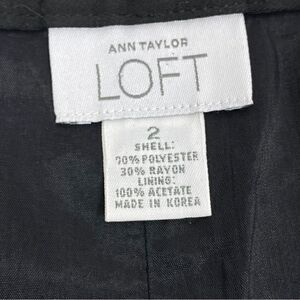 ANN TAYLOR
LOFT
2
SHELL:
70% POLYESTER
30% RAYON
LINING:
100% ACETATE
MADE IN KOREA